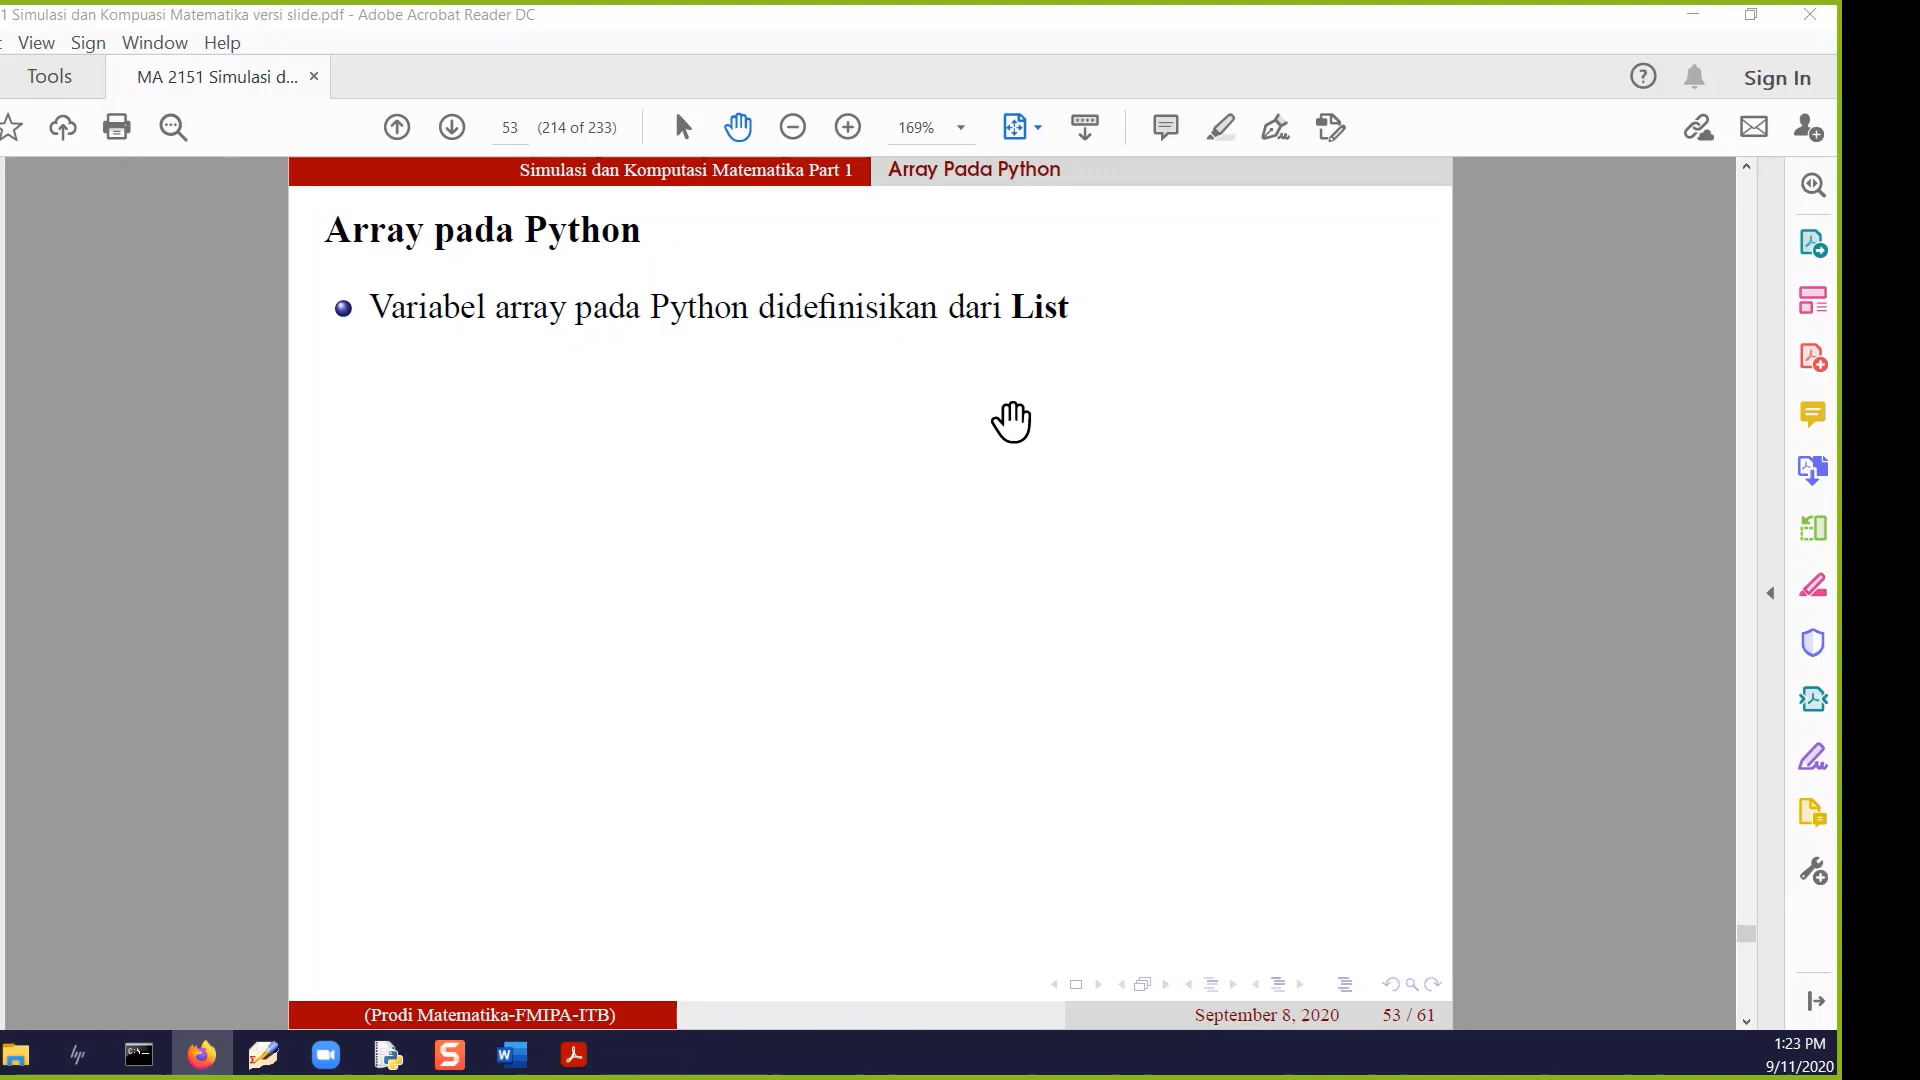 1 Simulasi dan Kompuasi Matematika versi slide.pdf - Adobe Acrobat Reader DC
View Sign Window Help
Tools
MA 2151 Simulasi d... ×
Sign In
53 (214 of 233)
169%
Simulasi dan Komputasi Matematika Part 1
Array Pada Python
Array pada Python
Variabel array pada Python didefinisikan dari List
(Prodi Matematika-FMIPA-ITB)
September 8, 2020
53 / 61
1:23 PM
9/11/2020